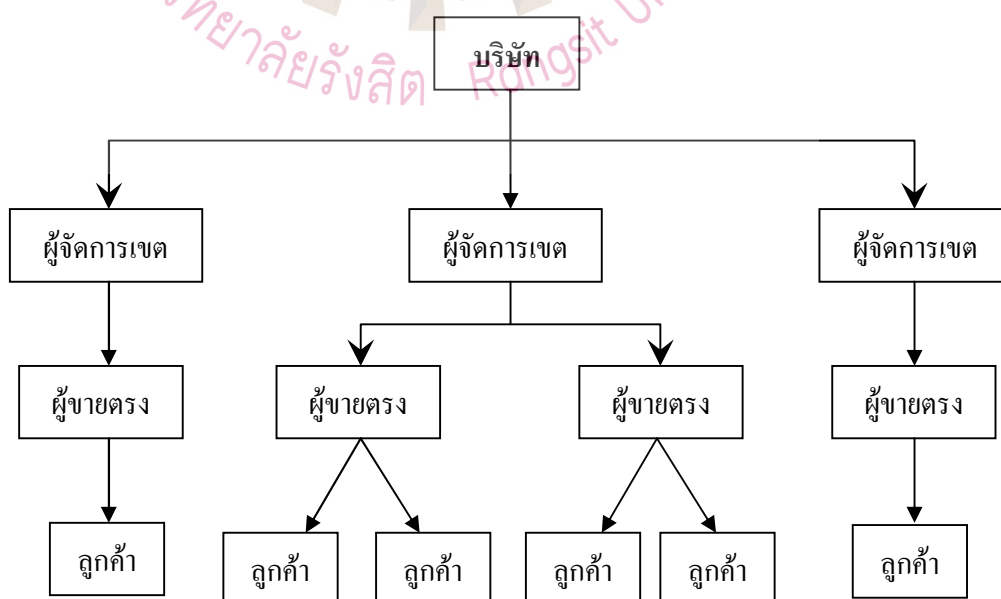 วิทยาลัยรังสิต Rangsit
บริษัท
ผู้จัดการเขต ผู้จัดการเขต ผู้จัดการเขต
ผู้ขายตรง ผู้ขายตรง ผู้ขายตรง ผู้ขายตรง
ลูกค้า ลูกค้า ลูกค้า ลูกค้า ลูกค้า ลูกค้า